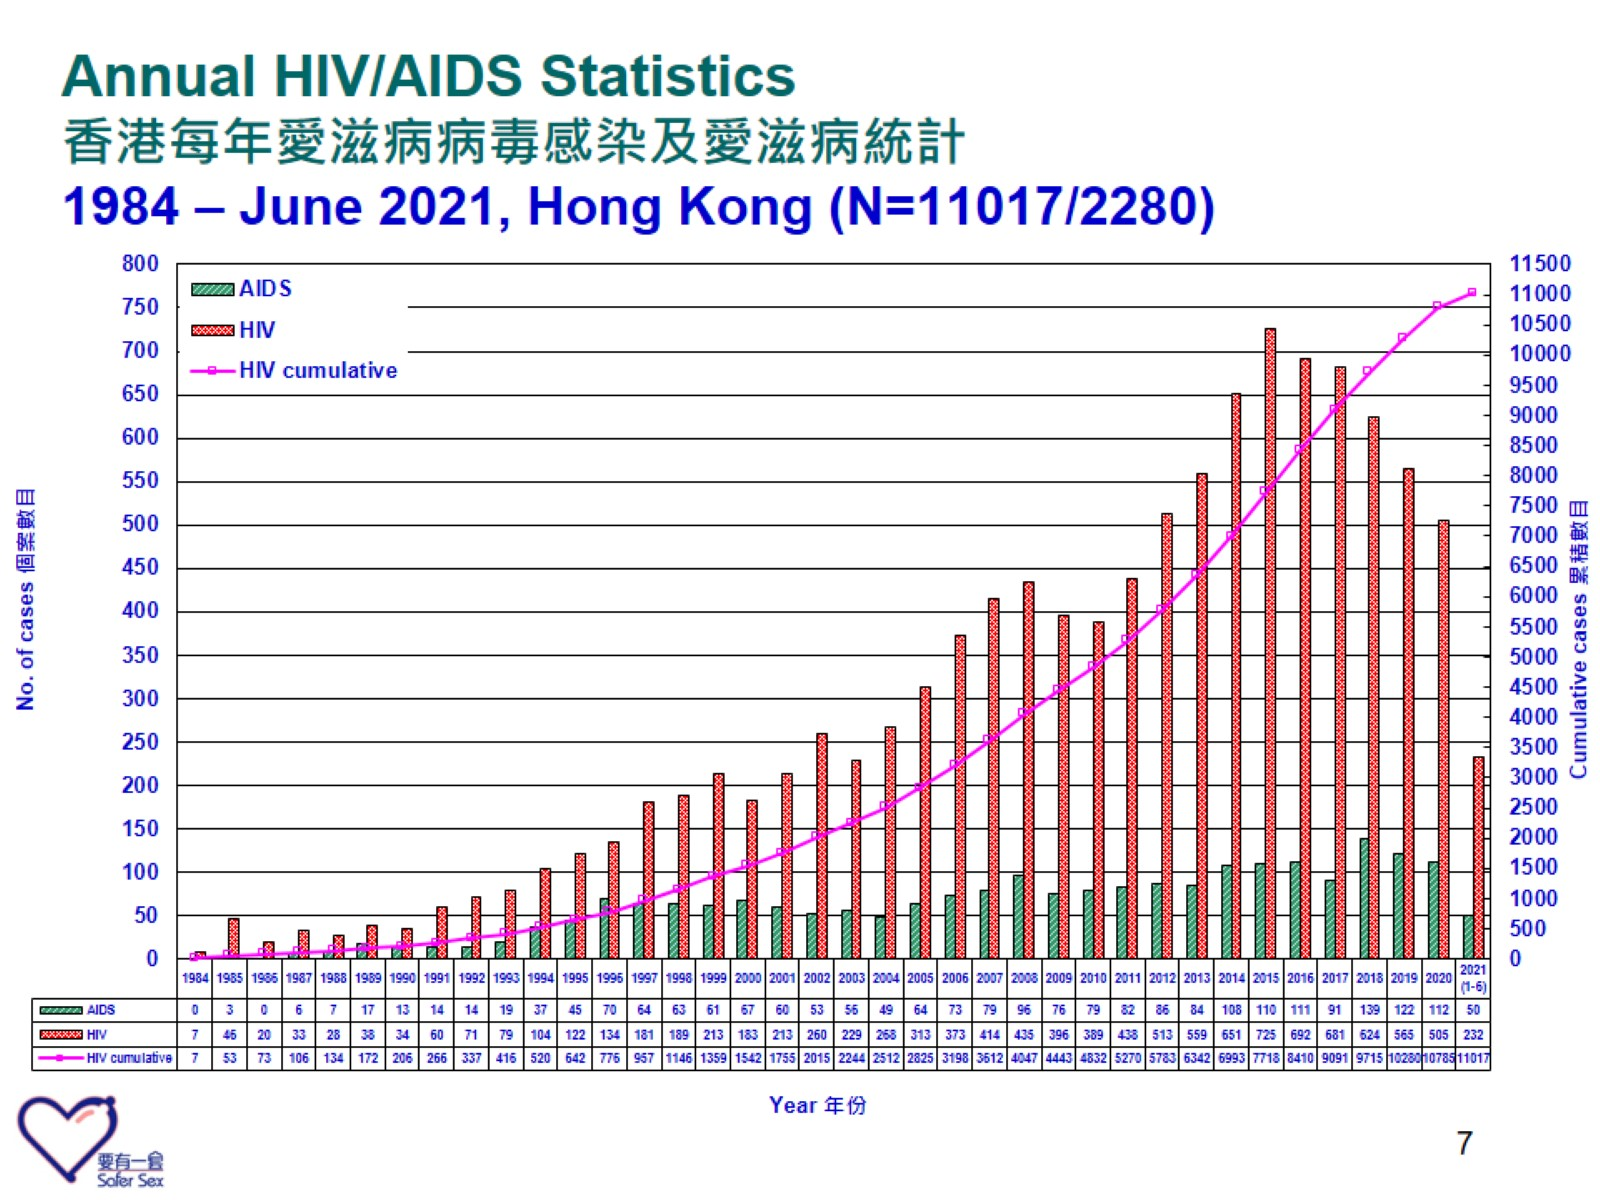 Annual HIV/AIDS Statistics
香港每年愛滋病病毒感染及愛滋病統計
1984 – June 2021, Hong Kong (N=11017/2280)
No. of cases 個案數目
800
750
700
650
600
550
500
450
400
350
300
250
200
150
100
50
0
AIDS
HIV
HIV cumulative
11500
11000
10500
10000
9500
9000
8500
8000
7500
7000
6500
6000
5500
5000
4500
4000
3500
3000
2500
2000
1500
1000
500
0
Cumulative cases 累積數目
1984 1985 1986 1987 1988 1989 1990 1991 1992 1993 1994 1995 1996 1997 1998 1999 2000 2001 2002 2003 2004 2005 2006 2007 2008 2009 2010 2011 2012 2013 2014 2015 2016 2017 2018 2019 2020 2021 (1-6)
AIDS 0 3 0 6 7 17 13 14 14 19 37 45 70 64 63 61 67 60 53 56 49 64 73 79 96 76 79 82 86 84 108 110 111 91 139 122 112 50
HIV 7 46 20 33 28 38 34 60 71 79 104 122 134 181 189 213 183 213 260 229 268 313 373 414 435 396 389 438 513 559 651 725 692 681 624 565 505 232
HIV cumulative 7 53 73 106 134 172 206 266 337 416 520 642 776 957 1146 1359 1542 1755 2015 2244 2512 2825 3198 3612 4047 4443 4832 5270 5783 6342 6993 7718 8410 9091 9715 10280 10785 11017
Year 年份
要有一套
Safer Sex
7